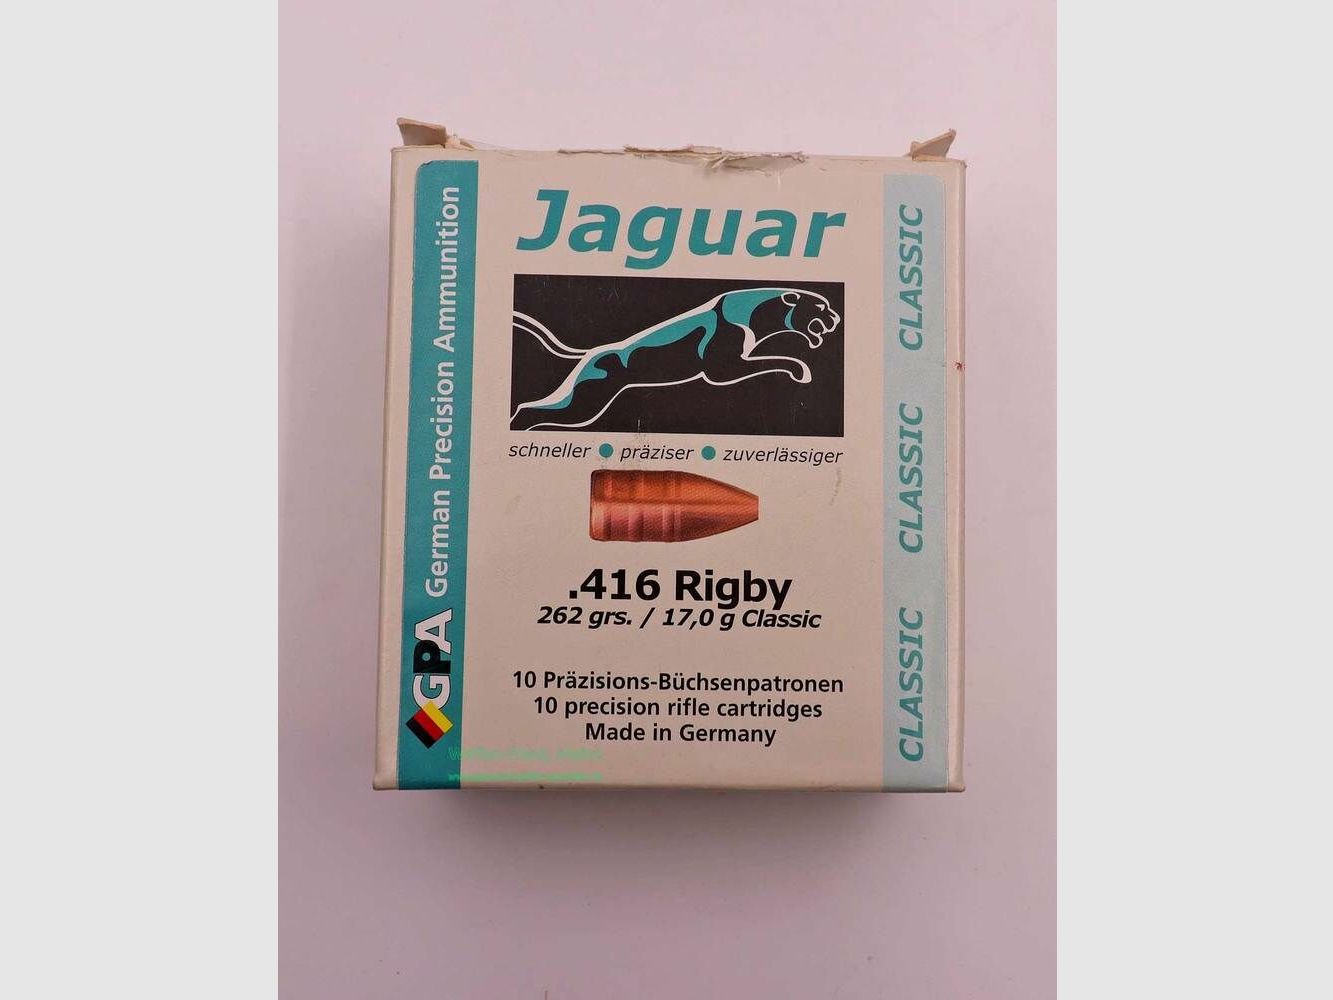 Jaguar
schneller ● präziser ● zuverlässiger
.416 Rigby
262 grs. / 17,0 g Classic
10 Präzisions-Büchsenpatronen
10 precision rifle cartridges
Made in Germany
GPA German Precision Ammunition
CLASSIC CLASSIC CLASSIC